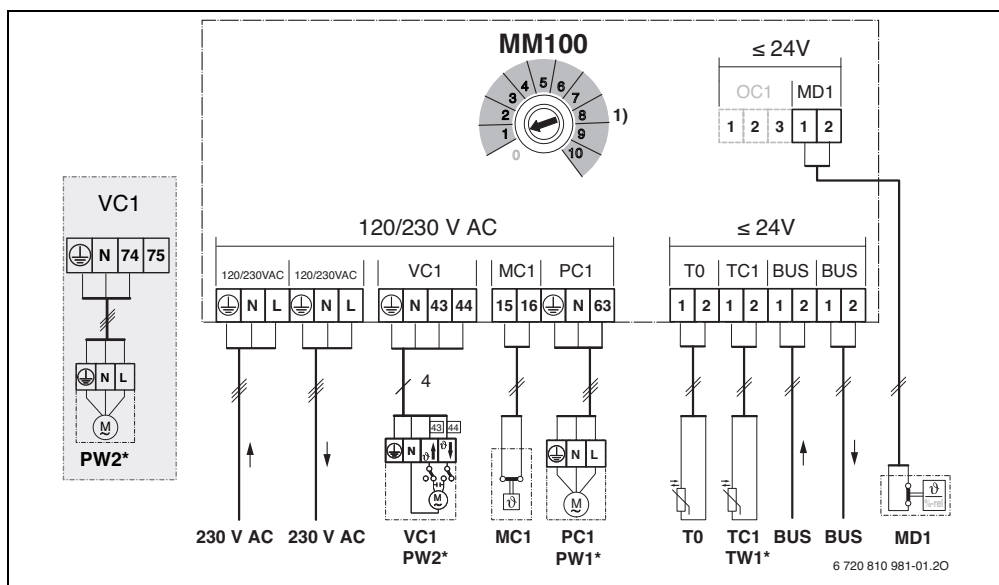 MM100
≤ 24V
OC1 MD1
1 2 3 1 2
0 1 2 3 4 5 6 7 8 9 10
1)
VC1
N 74 75
N L
M
PW2*
120/230 V AC
≤ 24V
120/230VAC 120/230VAC VC1 MC1 PC1 T0 TC1 BUS BUS
N L N L N 43 44 15 16 N 63 1 2 1 2 1 2 1 2
4
43 44
N ϑ ϑ
M
ϑ
N L
M
ϑ
230 V AC 230 V AC VC1 MC1 PC1 T0 TC1 BUS BUS MD1
PW2* PW1* TW1*
6 720 810 981-01.2O